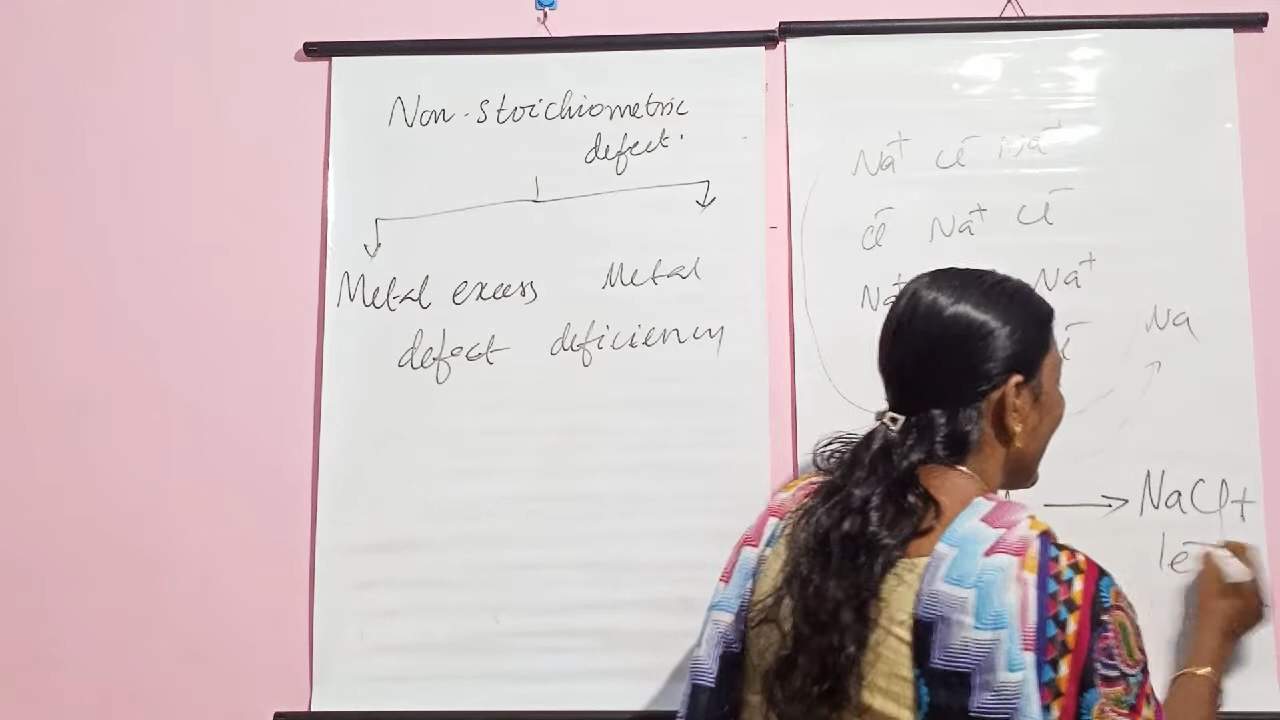 Non-stoichiometric
defect.
Metal excess
defect
Metal
deficiency
Na⁺ Cl⁻ Na⁺
Cl⁻ Na⁺ Cl⁻
Na⁺ Na⁺
Na
→ NaCl +
1e⁻